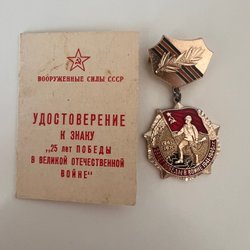 ВООРУЖЕННЫЕ СИЛЫ СССР
УДОСТОВЕРЕНИЕ
К ЗНАКУ
„25 лет ПОБЕДЫ
В ВЕЛИКОЙ ОТЕЧЕСТВЕННОЙ
ВОЙНЕ"